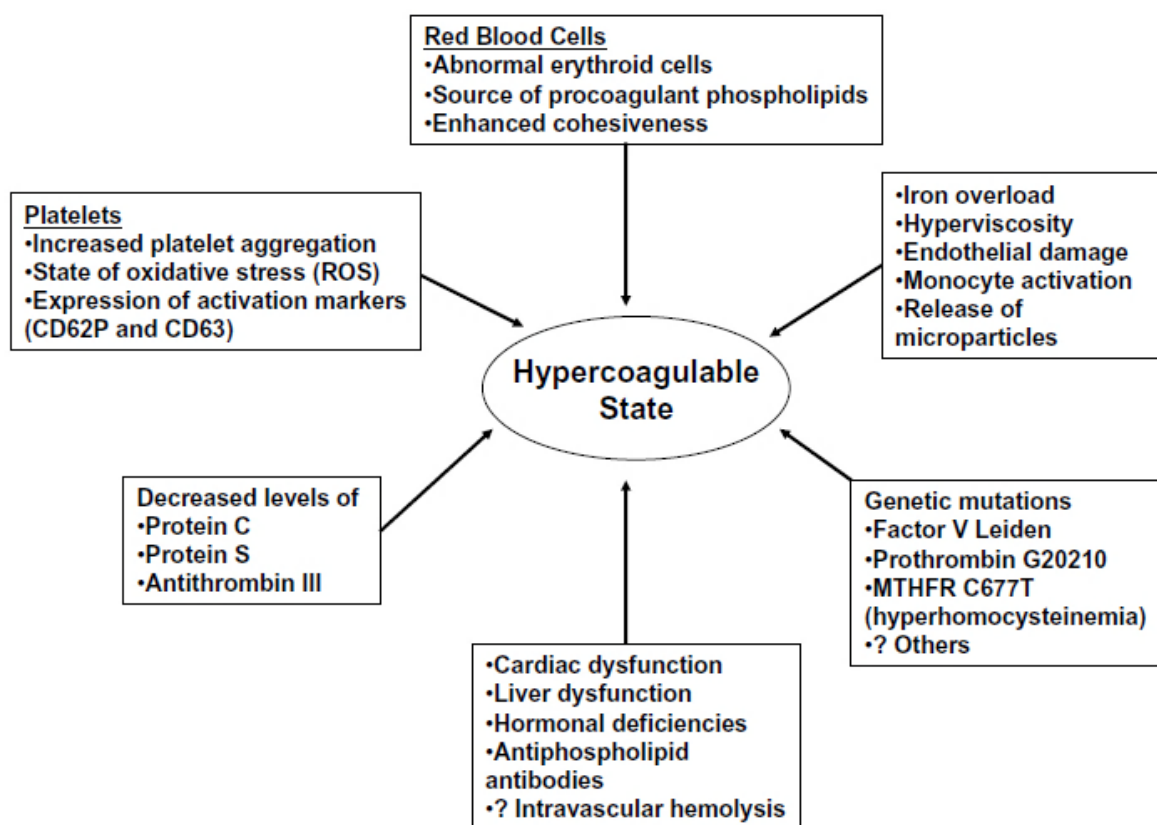 Red Blood Cells
•Abnormal erythroid cells
•Source of procoagulant phospholipids
•Enhanced cohesiveness
Platelets
•Increased platelet aggregation
•State of oxidative stress (ROS)
•Expression of activation markers
(CD62P and CD63)
•Iron overload
•Hyperviscosity
•Endothelial damage
•Monocyte activation
•Release of
microparticles
Hypercoagulable
State
Decreased levels of
•Protein C
•Protein S
•Antithrombin III
Genetic mutations
•Factor V Leiden
•Prothrombin G20210
•MTHFR C677T
(hyperhomocysteinemia)
•? Others
•Cardiac dysfunction
•Liver dysfunction
•Hormonal deficiencies
•Antiphospholipid
antibodies
•? Intravascular hemolysis